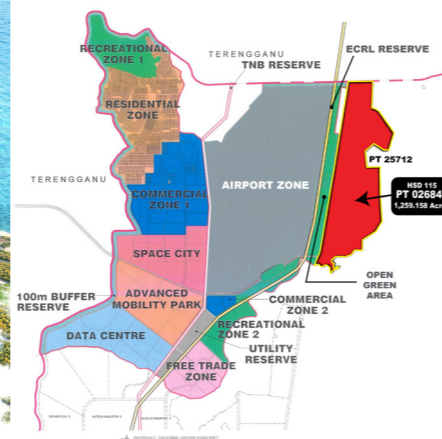 RECREATIONAL
ZONE 1
TERENGGANU
TNB RESERVE
ECRL RESERVE
RESIDENTIAL
ZONE
PT 25712
TERENGGANU
COMMERCIAL
ZONE 1
AIRPORT ZONE
HSD 115
PT 02684
1,259.158 Acr
SPACE CITY
OPEN
GREEN
AREA
100m BUFFER
RESERVE
ADVANCED
MOBILITY PARK
COMMERCIAL
ZONE 2
DATA CENTRE
RECREATIONAL
ZONE 2
UTILITY
RESERVE
FREE TRADE
ZONE